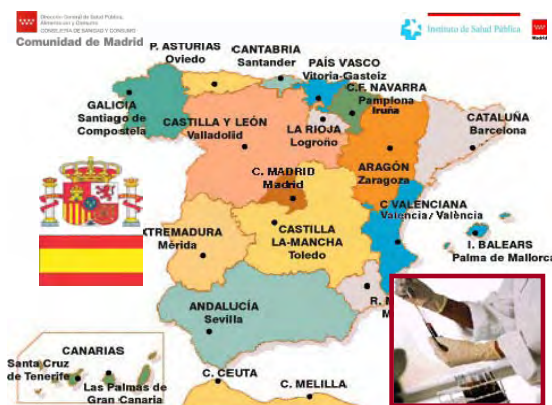 Dirección General de Salud Pública,
Alimentación y Consumo
CONSEJERÍA DE SANIDAD Y CONSUMO
Comunidad de Madrid
Instituto de Salud Pública
Madrid
P. ASTURIAS
Oviedo
CANTABRIA
Santander
PAÍS VASCO
Vitoria-Gasteiz
C.F. NAVARRA
Pamplona
Iruña
GALICIA
Santiago de
Compostela
CASTILLA Y LEÓN
Valladolid
LA RIOJA
Logroño
CATALUÑA
Barcelona
ARAGÓN
Zaragoza
C. MADRID
Madrid
C VALENCIANA
Valencia/València
XTREMADURA
Mérida
CASTILLA
LA-MANCHA
Toledo
I. BALEARS
Palma de Mallorca
ANDALUCÍA
Sevilla
R. M
M
CANARIAS
Santa Cruz
de Tenerife
Las Palmas de
Gran Canaria
C. CEUTA
C. MELILLA